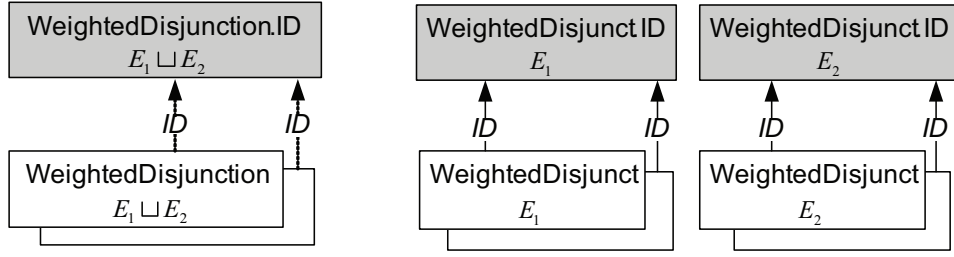 WeightedDisjunction.ID
E₁ ⊔ E₂
ID
ID
WeightedDisjunction
E₁ ⊔ E₂
WeightedDisjunct.ID
E₁
ID
ID
WeightedDisjunct
E₁
WeightedDisjunct.ID
E₂
ID
ID
WeightedDisjunct
E₂